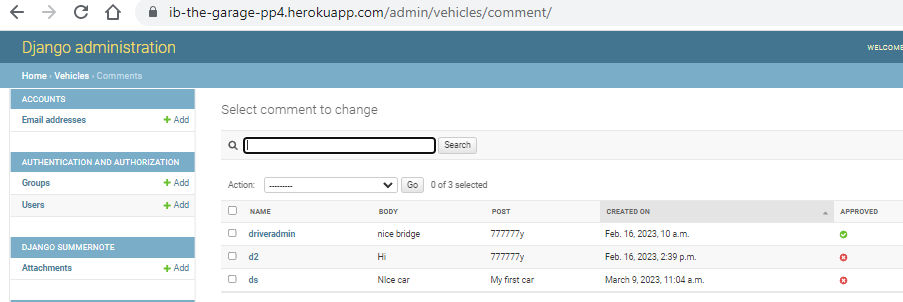 ib-the-garage-pp4.herokuapp.com/admin/vehicles/comment/
Django administration
WELCOME
Home › Vehicles › Comments
ACCOUNTS
Email addresses + Add
AUTHENTICATION AND AUTHORIZATION
Groups + Add
Users + Add
DJANGO SUMMERNOTE
Attachments + Add
Select comment to change
Search
Action: --------- Go 0 of 3 selected
NAME BODY POST CREATED ON APPROVED
driveradmin nice bridge 777777y Feb. 16, 2023, 10 a.m.
d2 Hi 777777y Feb. 16, 2023, 2:39 p.m.
ds NIce car My first car March 9, 2023, 11:04 a.m.